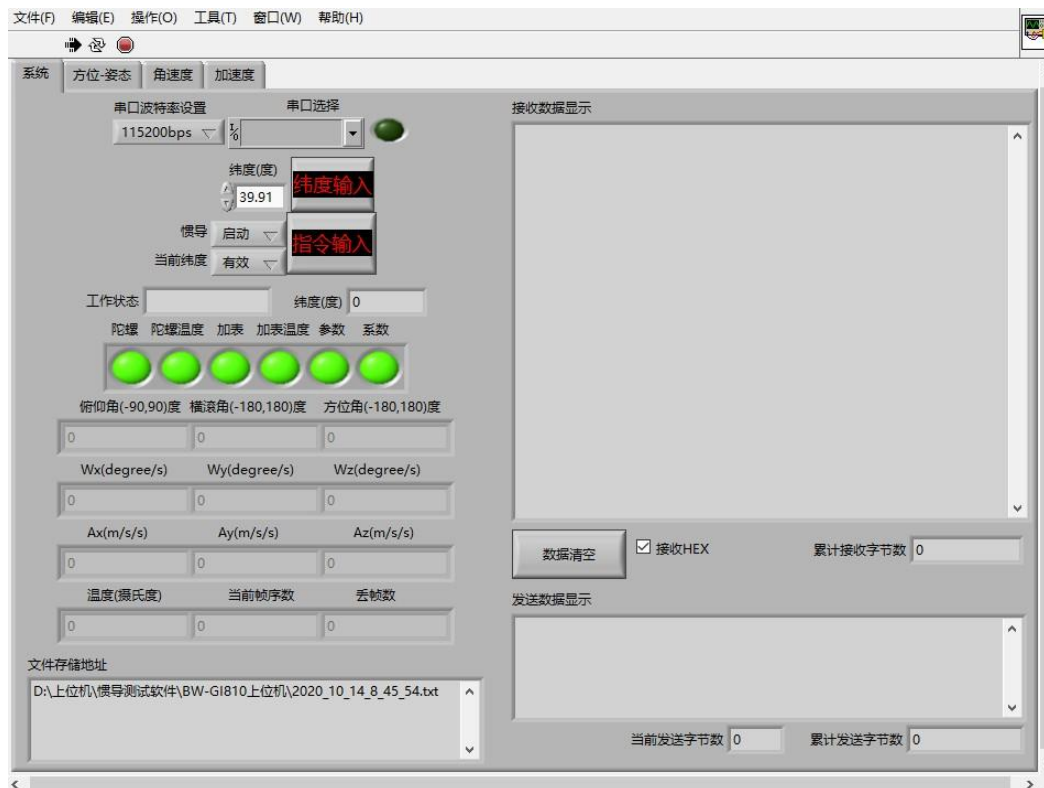 文件(F) 编辑(E) 操作(O) 工具(T) 窗口(W) 帮助(H)
系统 方位-姿态 角速度 加速度
串口波特率设置 串口选择
115200bps I/O
纬度(度)
39.91 纬度输入
惯导 启动 指令输入
当前纬度 有效
工作状态 纬度(度) 0
陀螺 陀螺温度 加表 加表温度 参数 系数
俯仰角(-90,90)度 横滚角(-180,180)度 方位角(-180,180)度
0 0 0
Wx(degree/s) Wy(degree/s) Wz(degree/s)
0 0 0
Ax(m/s/s) Ay(m/s/s) Az(m/s/s)
0 0 0
温度(摄氏度) 当前帧序数 丢帧数
0 0 0
文件存储地址
D:\上位机\惯导测试软件\BW-GI810上位机\2020_10_14_8_45_54.txt
接收数据显示
数据清空 接收HEX 累计接收字节数 0
发送数据显示
当前发送字节数 0 累计发送字节数 0